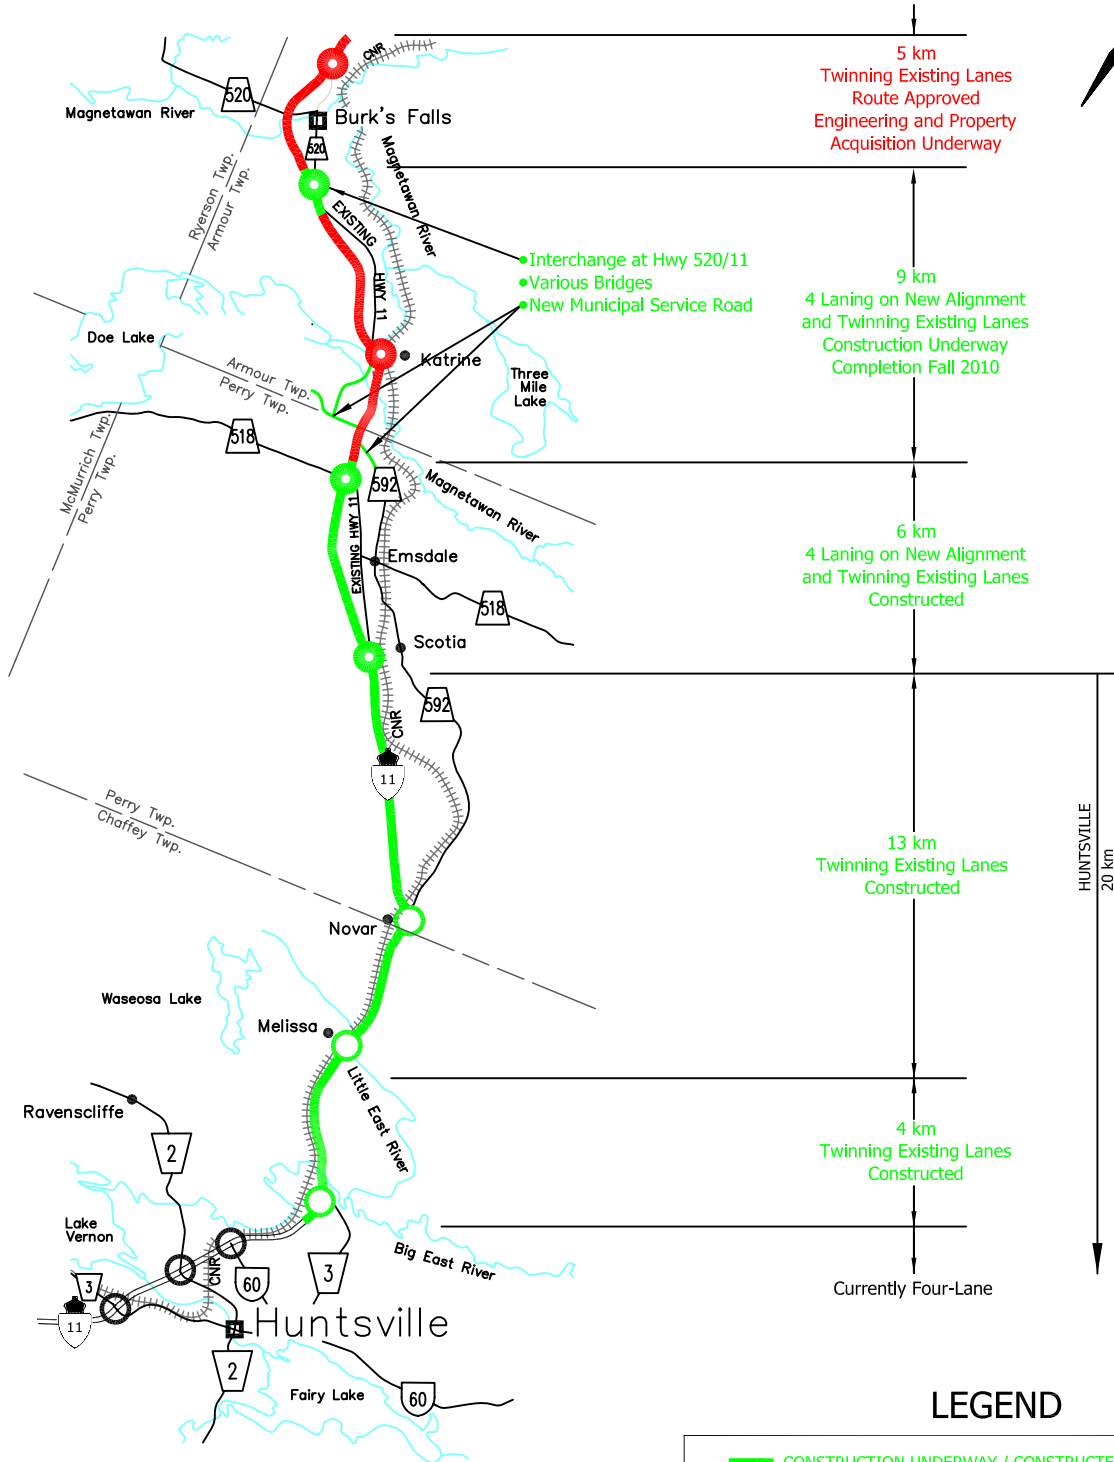 CNR
5 km
Twinning Existing Lanes
Route Approved
Engineering and Property
Acquisition Underway
520
Magnetawan River
Burk's Falls
520
Magnetawan River
Ryerson Twp.
Armour Twp.
EXISTING
HWY 11
Interchange at Hwy 520/11
Various Bridges
New Municipal Service Road
9 km
4 Laning on New Alignment
and Twinning Existing Lanes
Construction Underway
Completion Fall 2010
Doe Lake
Katrine
Armour Twp.
Perry Twp.
Three
Mile
Lake
518
McMurrich Twp.
Perry Twp.
592
Magnetawan River
EXISTING HWY 11
6 km
4 Laning on New Alignment
and Twinning Existing Lanes
Constructed
Emsdale
518
Scotia
592
CNR
11
Perry Twp.
Chaffey Twp.
13 km
Twinning Existing Lanes
Constructed
HUNTSVILLE
20 km
Novar
Waseosa Lake
Melissa
Little East River
Ravenscliffe
2
4 km
Twinning Existing Lanes
Constructed
Lake
Vernon
CNR
Big East River
3
60
3
11
Currently Four-Lane
Huntsville
2
Fairy Lake
60
LEGEND
CONSTRUCTION UNDERWAY / CONSTRUCTE